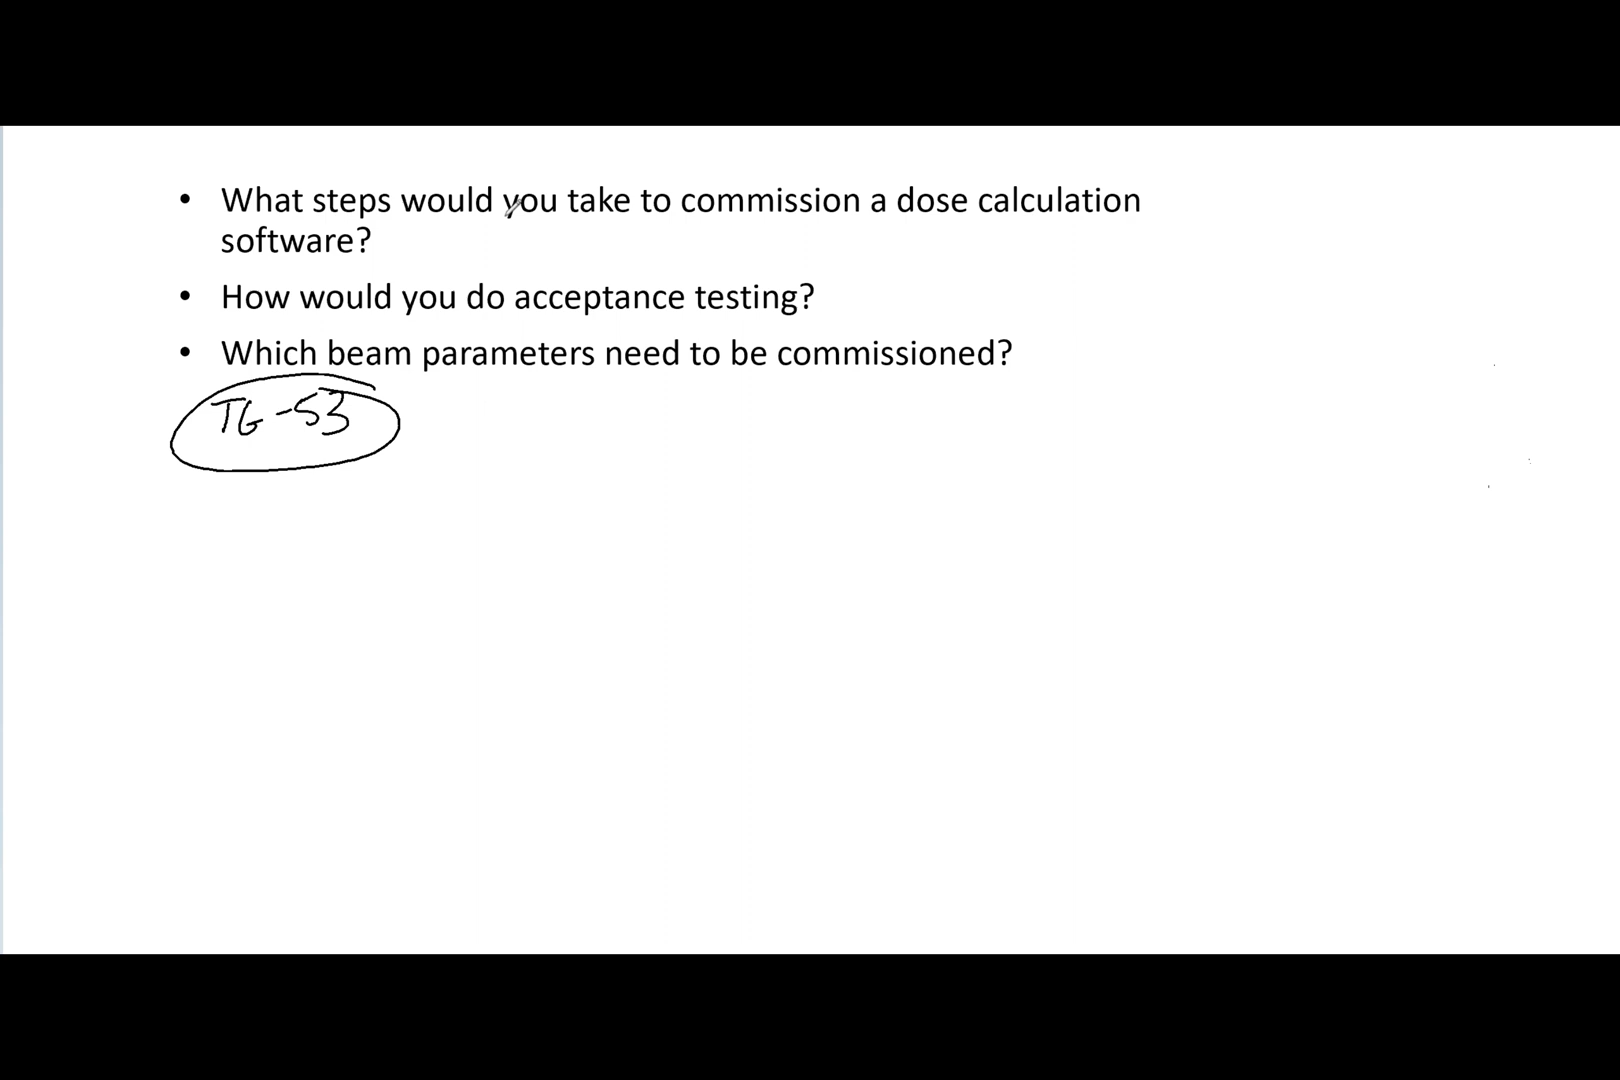 • What steps would you take to commission a dose calculation
software?
• How would you do acceptance testing?
• Which beam parameters need to be commissioned?
TG-53